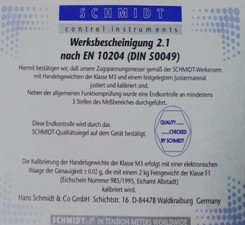 SCHMIDT
control instruments
Werksbescheinigung 2.1
nach EN 10204 (DIN 50049)
Hiermit bestätigen wir, daß unsere Zugspannungsmesser gemäß der SCHMIDT-Werksnorm
mit Handelsgewichten der Klasse M3 und einem festgelegtem Justiermaterial
justiert und kalibriert sind.
Neben der allgemeinen Funktionsprüfung wurde eine Endkontrolle an mindestens
3 Stellen des Meßbereiches durchgeführt.
Diese Endkontrolle wird durch das
SCHMIDT-Qualitätssiegel auf dem Gerät bestätigt.
QUALITY
CHECKED
BY SCHMIDT
Die Kalibrierung der Handelsgewichte der Klasse M3 erfolgt mit einer elektronischen
Waage der Genauigkeit ± 0.02 g, die mit einem 2 kg Feingewicht der Klasse F1
(Eichschein Nummer 985/1995, Eichamt Albstadt)
kalibriert wird.
Hans Schmidt & Co GmbH Schichtstr. 16 D-84478 Waldkraiburg Germany
SCHMIDT IN TENSION METERS WORLDWIDE